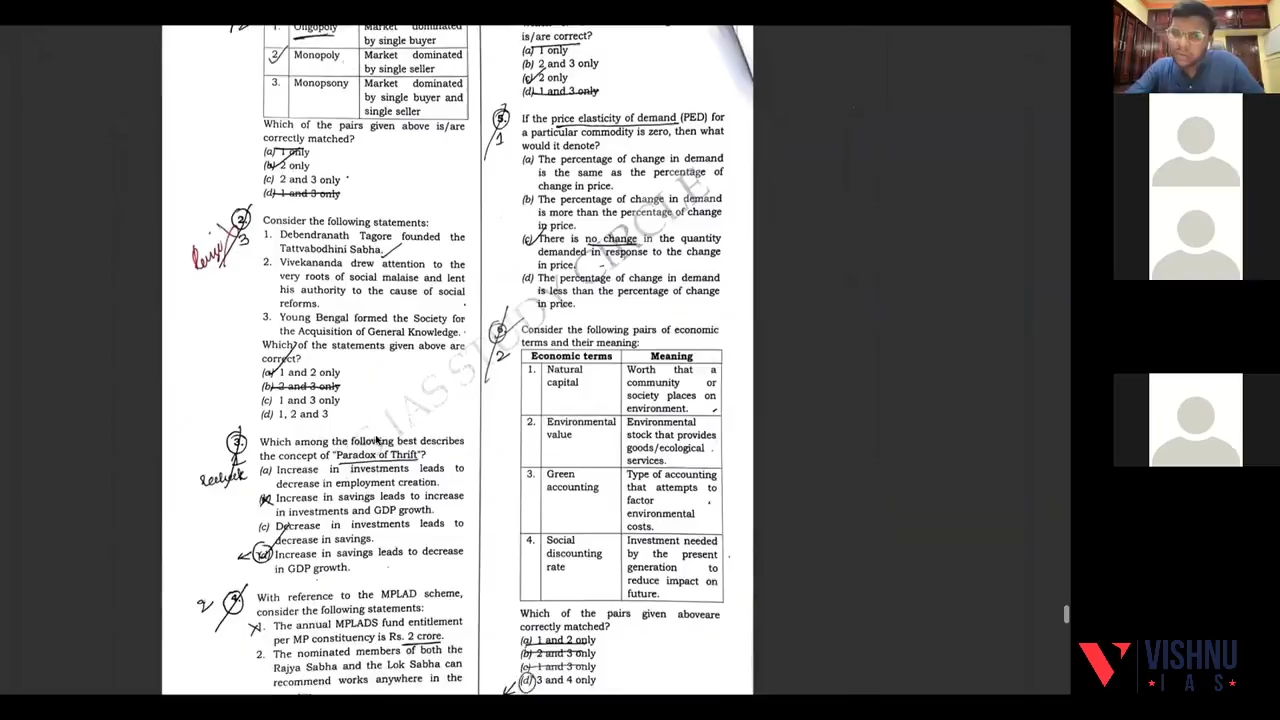 1. Oligopoly Market dominated
by single buyer
Monopoly Market dominated
by single seller
3. Monopsony Market dominated
by single buyer and
single seller
Which of the pairs given above is/are
correctly matched?
(a) 1 only
(b) 2 only
(c) 2 and 3 only
(d) 1 and 3 only
2.
3
Consider the following statements:
1. Debendranath Tagore founded the
Tattvabodhini Sabha.
2. Vivekananda drew attention to the
very roots of social malaise and lent
his authority to the cause of social
reforms.
3. Young Bengal formed the Society for
the Acquisition of General Knowledge.
Which of the statements given above are
correct?
(a) 1 and 2 only
(b) 2 and 3 only
(c) 1 and 3 only
(d) 1, 2 and 3
3.
Which among the following best describes
the concept of "Paradox of Thrift"?
(a) Increase in investments leads to
decrease in employment creation.
(b) Increase in savings leads to increase
in investments and GDP growth.
(c) Decrease in investments leads to
decrease in savings.
(d) Increase in savings leads to decrease
in GDP growth.
4.
With reference to the MPLAD scheme,
consider the following statements:
1. The annual MPLADS fund entitlement
per MP constituency is Rs. 2 crore.
2. The nominated members of both the
Rajya Sabha and the Lok Sabha can
recommend works anywhere in the
is/are correct?
(a) 1 only
(b) 2 and 3 only
(c) 2 only
(d) 1 and 3 only
1
If the price elasticity of demand (PED) for
a particular commodity is zero, then what
would it denote?
(a) The percentage of change in demand
is the same as the percentage of
change in price.
(b) The percentage of change in demand
is more than the percentage of change
in price.
(c) There is no change in the quantity
demanded in response to the change
in price.
(d) The percentage of change in demand
is less than the percentage of change
in price.
2
Consider the following pairs of economic
terms and their meaning:
Economic terms Meaning
1. Natural capital Worth that a
community or
society places on
environment.
2. Environmental value Environmental
stock that provides
goods/ecological
services.
3. Green accounting Type of accounting
that attempts to
factor
environmental
costs.
4. Social discounting rate Investment needed
by the present
generation to
reduce impact on
future.
Which of the pairs given aboveare
correctly matched?
(a) 1 and 2 only
(b) 2 and 3 only
(c) 1 and 3 only
(d) 3 and 4 only
IAS STUDY CIRCLE
VISHNU
IAS